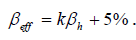 β_eff = kβ_h + 5% .